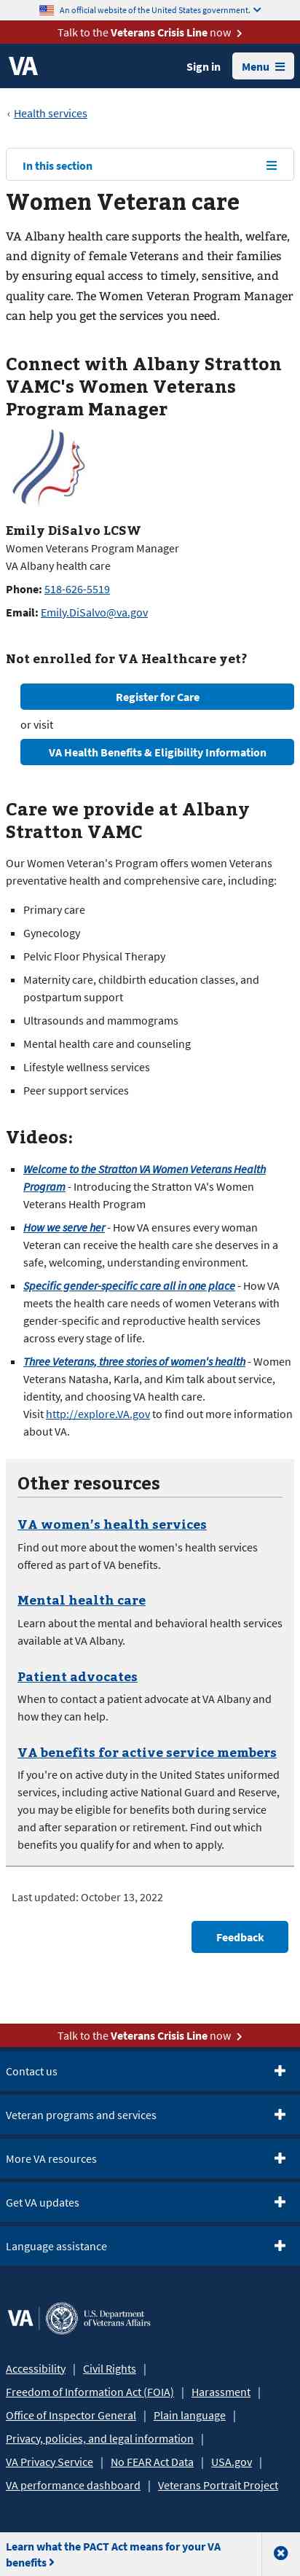 An official website of the United States government.
Talk to the Veterans Crisis Line now
VA
Sign in
Menu
Health services
In this section
Women Veteran care
VA Albany health care supports the health, welfare,
and dignity of female Veterans and their families
by ensuring equal access to timely, sensitive, and
quality care. The Women Veteran Program Manager
can help you get the services you need.
Connect with Albany Stratton
VAMC's Women Veterans
Program Manager
Emily DiSalvo LCSW
Women Veterans Program Manager
VA Albany health care
Phone: 518-626-5519
Email: Emily.DiSalvo@va.gov
Not enrolled for VA Healthcare yet?
Register for Care
or visit
VA Health Benefits & Eligibility Information
Care we provide at Albany
Stratton VAMC
Our Women Veteran's Program offers women Veterans
preventative health and comprehensive care, including:
Primary care
Gynecology
Pelvic Floor Physical Therapy
Maternity care, childbirth education classes, and
postpartum support
Ultrasounds and mammograms
Mental health care and counseling
Lifestyle wellness services
Peer support services
Videos:
Welcome to the Stratton VA Women Veterans Health
Program - Introducing the Stratton VA's Women
Veterans Health Program
How we serve her - How VA ensures every woman
Veteran can receive the health care she deserves in a
safe, welcoming, understanding environment.
Specific gender-specific care all in one place - How VA
meets the health care needs of women Veterans with
gender-specific and reproductive health services
across every stage of life.
Three Veterans, three stories of women's health - Women
Veterans Natasha, Karla, and Kim talk about service,
identity, and choosing VA health care.
Visit http://explore.VA.gov to find out more information
about VA.
Other resources
VA women’s health services
Find out more about the women's health services
offered as part of VA benefits.
Mental health care
Learn about the mental and behavioral health services
available at VA Albany.
Patient advocates
When to contact a patient advocate at VA Albany and
how they can help.
VA benefits for active service members
If you're on active duty in the United States uniformed
services, including active National Guard and Reserve,
you may be eligible for benefits both during service
and after separation or retirement. Find out which
benefits you qualify for and when to apply.
Last updated: October 13, 2022
Feedback
Talk to the Veterans Crisis Line now
Contact us
Veteran programs and services
More VA resources
Get VA updates
Language assistance
VA
U.S. Department
of Veterans Affairs
Accessibility | Civil Rights |
Freedom of Information Act (FOIA) | Harassment |
Office of Inspector General | Plain language |
Privacy, policies, and legal information |
VA Privacy Service | No FEAR Act Data | USA.gov |
VA performance dashboard | Veterans Portrait Project
Learn what the PACT Act means for your VA
benefits